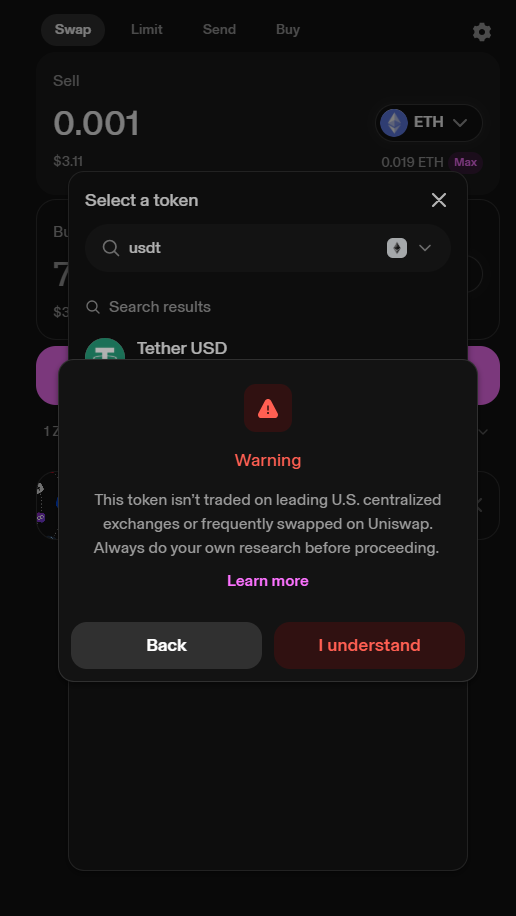 Swap Limit Send Buy
Sell
0.001
ETH
$3.11
0.019 ETH Max
Select a token
usdt
Search results
Tether USD
Warning
This token isn't traded on leading U.S. centralized
exchanges or frequently swapped on Uniswap.
Always do your own research before proceeding.
Learn more
Back
I understand